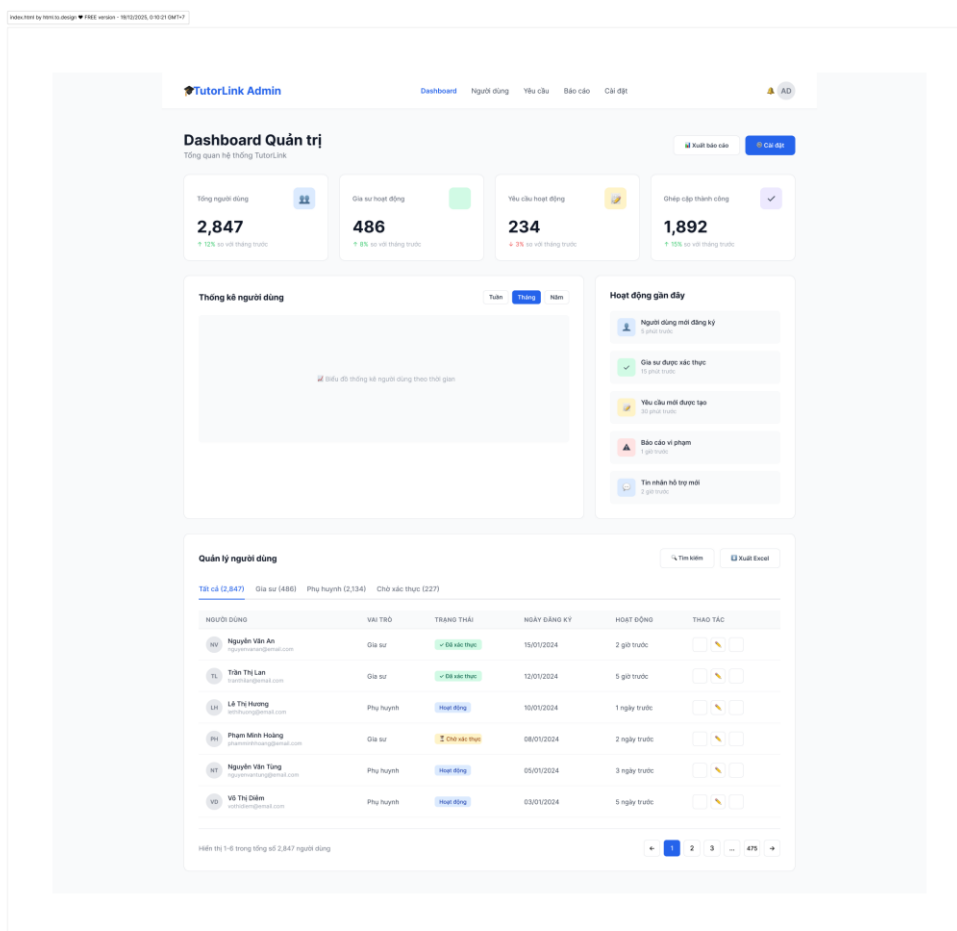 index.html by html.to.design ❤ FREE version - 19/12/2025, 0:10:21 GMT+7
🎓TutorLink Admin
Dashboard Người dùng Yêu cầu Báo cáo Cài đặt
AD
Dashboard Quản trị
Tổng quan hệ thống TutorLink
Xuất báo cáo
Cài đặt
Tổng người dùng
2,847
↑ 12% so với tháng trước
Gia sư hoạt động
486
↑ 8% so với tháng trước
Yêu cầu hoạt động
234
↓ 3% so với tháng trước
Ghép cặp thành công
1,892
↑ 15% so với tháng trước
Thống kê người dùng
Tuần Tháng Năm
Biểu đồ thống kê người dùng theo thời gian
Hoạt động gần đây
Người dùng mới đăng ký
5 phút trước
Gia sư được xác thực
15 phút trước
Yêu cầu mới được tạo
30 phút trước
Báo cáo vi phạm
1 giờ trước
Tin nhắn hỗ trợ mới
2 giờ trước
Quản lý người dùng
Tìm kiếm
Xuất Excel
Tất cả (2,847) Gia sư (486) Phụ huynh (2,134) Chờ xác thực (227)
NGƯỜI DÙNG VAI TRÒ TRẠNG THÁI NGÀY ĐĂNG KÝ HOẠT ĐỘNG THAO TÁC
NV Nguyễn Văn An Gia sư ✓ Đã xác thực 15/01/2024 2 giờ trước
nguyenvanan@email.com
TL Trần Thị Lan Gia sư ✓ Đã xác thực 12/01/2024 5 giờ trước
tranthilan@email.com
LH Lê Thị Hương Phụ huynh Hoạt động 10/01/2024 1 ngày trước
lethihuong@email.com
PH Phạm Minh Hoàng Gia sư ⏳ Chờ xác thực 08/01/2024 2 ngày trước
phamminhhoang@email.com
NT Nguyễn Văn Tùng Phụ huynh Hoạt động 05/01/2024 3 ngày trước
nguyenvantung@email.com
VD Võ Thị Diễm Phụ huynh Hoạt động 03/01/2024 5 ngày trước
vothidiem@email.com
Hiển thị 1-6 trong tổng số 2,847 người dùng
← 1 2 3 ... 475 →